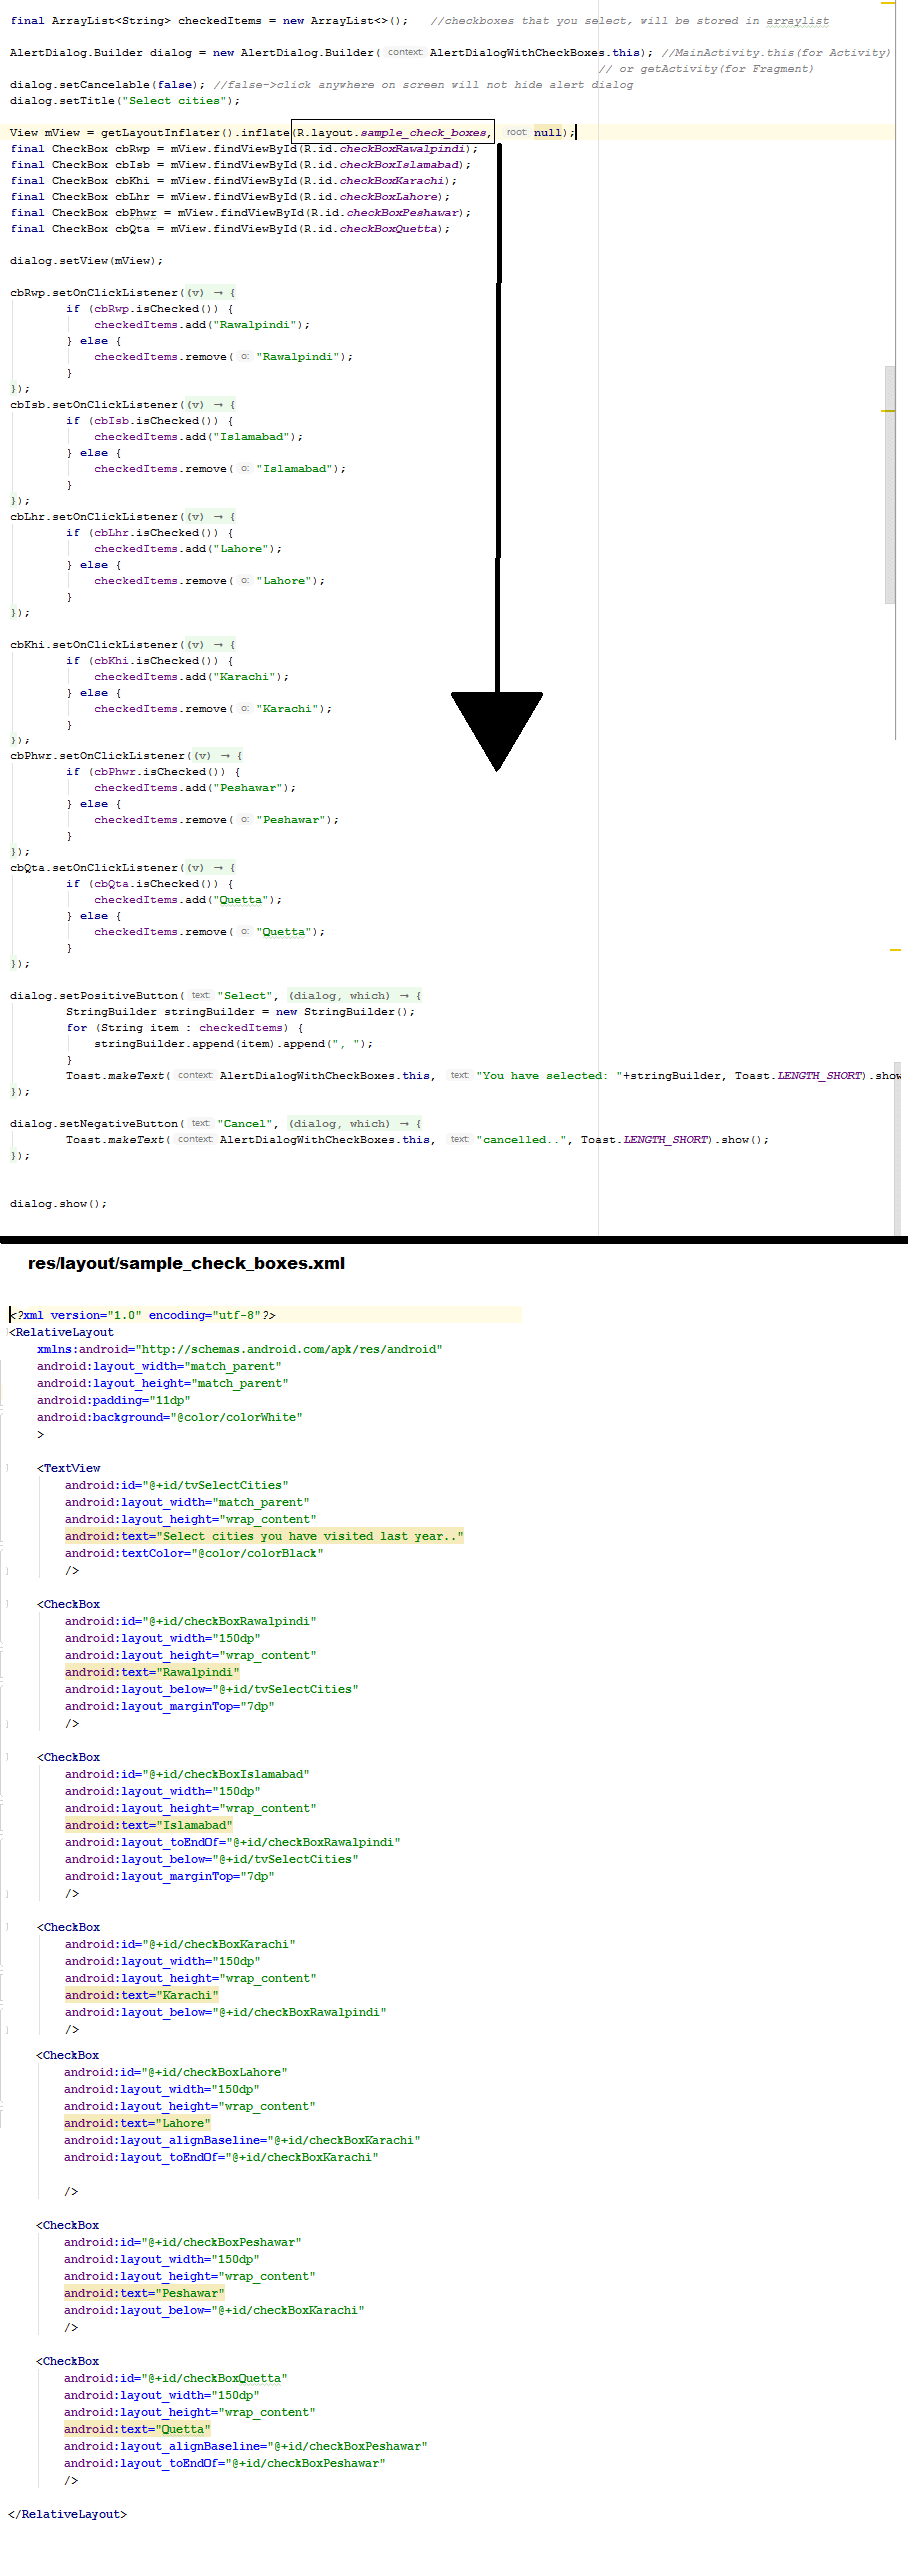 final ArrayList<String> checkedItems = new ArrayList<>();   //checkboxes that you select, will be stored in arraylist
AlertDialog.Builder dialog = new AlertDialog.Builder( context: AlertDialogWithCheckBoxes.this); //MainActivity.this(for Activity)
// or getActivity(for Fragment)
dialog.setCancelable(false); //false->click anywhere on screen will not hide alert dialog
dialog.setTitle("Select cities");
View mView = getLayoutInflater().inflate(R.layout.sample_check_boxes, root: null);
final CheckBox cbRwp = mView.findViewById(R.id.checkBoxRawalpindi);
final CheckBox cbIsb = mView.findViewById(R.id.checkBoxIslamabad);
final CheckBox cbKhi = mView.findViewById(R.id.checkBoxKarachi);
final CheckBox cbLhr = mView.findViewById(R.id.checkBoxLahore);
final CheckBox cbPhwr = mView.findViewById(R.id.checkBoxPeshawar);
final CheckBox cbQta = mView.findViewById(R.id.checkBoxQuetta);
dialog.setView(mView);
cbRwp.setOnClickListener((v) → {
if (cbRwp.isChecked()) {
checkedItems.add("Rawalpindi");
} else {
checkedItems.remove( o: "Rawalpindi");
}
});
cbIsb.setOnClickListener((v) → {
if (cbIsb.isChecked()) {
checkedItems.add("Islamabad");
} else {
checkedItems.remove( o: "Islamabad");
}
});
cbLhr.setOnClickListener((v) → {
if (cbLhr.isChecked()) {
checkedItems.add("Lahore");
} else {
checkedItems.remove( o: "Lahore");
}
});
cbKhi.setOnClickListener((v) → {
if (cbKhi.isChecked()) {
checkedItems.add("Karachi");
} else {
checkedItems.remove( o: "Karachi");
}
});
cbPhwr.setOnClickListener((v) → {
if (cbPhwr.isChecked()) {
checkedItems.add("Peshawar");
} else {
checkedItems.remove( o: "Peshawar");
}
});
cbQta.setOnClickListener((v) → {
if (cbQta.isChecked()) {
checkedItems.add("Quetta");
} else {
checkedItems.remove( o: "Quetta");
}
});
dialog.setPositiveButton( text: "Select", (dialog, which) → {
StringBuilder stringBuilder = new StringBuilder();
for (String item : checkedItems) {
stringBuilder.append(item).append(", ");
}
Toast.makeText( context: AlertDialogWithCheckBoxes.this, text: "You have selected: "+stringBuilder, Toast.LENGTH_SHORT).show
});
dialog.setNegativeButton( text: "Cancel", (dialog, which) → {
Toast.makeText( context: AlertDialogWithCheckBoxes.this, text: "cancelled..", Toast.LENGTH_SHORT).show();
});
dialog.show();
res/layout/sample_check_boxes.xml
<?xml version="1.0" encoding="utf-8"?>
<RelativeLayout
xmlns:android="http://schemas.android.com/apk/res/android"
android:layout_width="match_parent"
android:layout_height="match_parent"
android:padding="11dp"
android:background="@color/colorWhite"
>
<TextView
android:id="@+id/tvSelectCities"
android:layout_width="match_parent"
android:layout_height="wrap_content"
android:text="Select cities you have visited last year.."
android:textColor="@color/colorBlack"
/>
<CheckBox
android:id="@+id/checkBoxRawalpindi"
android:layout_width="150dp"
android:layout_height="wrap_content"
android:text="Rawalpindi"
android:layout_below="@+id/tvSelectCities"
android:layout_marginTop="7dp"
/>
<CheckBox
android:id="@+id/checkBoxIslamabad"
android:layout_width="150dp"
android:layout_height="wrap_content"
android:text="Islamabad"
android:layout_toEndOf="@+id/checkBoxRawalpindi"
android:layout_below="@+id/tvSelectCities"
android:layout_marginTop="7dp"
/>
<CheckBox
android:id="@+id/checkBoxKarachi"
android:layout_width="150dp"
android:layout_height="wrap_content"
android:text="Karachi"
android:layout_below="@+id/checkBoxRawalpindi"
/>
<CheckBox
android:id="@+id/checkBoxLahore"
android:layout_width="150dp"
android:layout_height="wrap_content"
android:text="Lahore"
android:layout_alignBaseline="@+id/checkBoxKarachi"
android:layout_toEndOf="@+id/checkBoxKarachi"
/>
<CheckBox
android:id="@+id/checkBoxPeshawar"
android:layout_width="150dp"
android:layout_height="wrap_content"
android:text="Peshawar"
android:layout_below="@+id/checkBoxKarachi"
/>
<CheckBox
android:id="@+id/checkBoxQuetta"
android:layout_width="150dp"
android:layout_height="wrap_content"
android:text="Quetta"
android:layout_alignBaseline="@+id/checkBoxPeshawar"
android:layout_toEndOf="@+id/checkBoxPeshawar"
/>
</RelativeLayout>